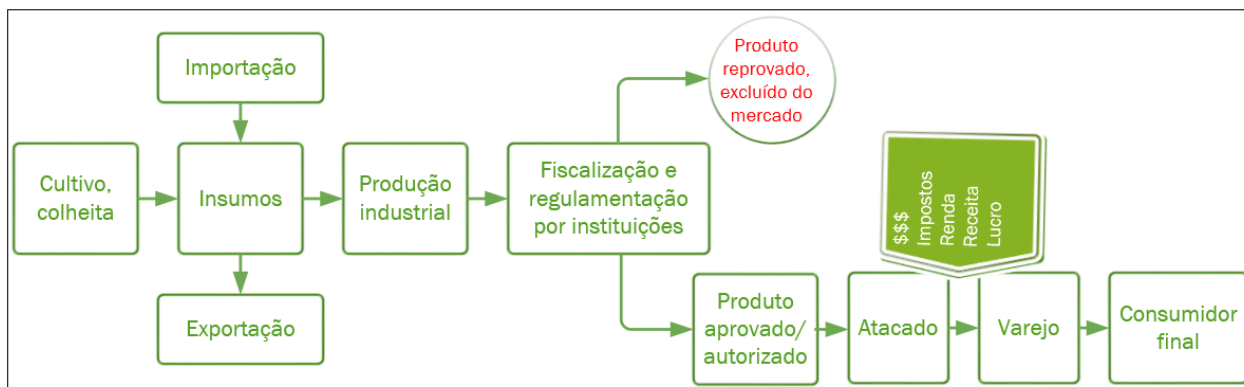 Importação
Cultivo,
colheita
Insumos
Exportação
Produção
industrial
Fiscalização e
regulamentação
por instituições
Produto
reprovado,
excluído do
mercado
Produto
aprovado/
autorizado
$$$
Impostos
Renda
Receita
Lucro
Atacado
Varejo
Consumidor
final